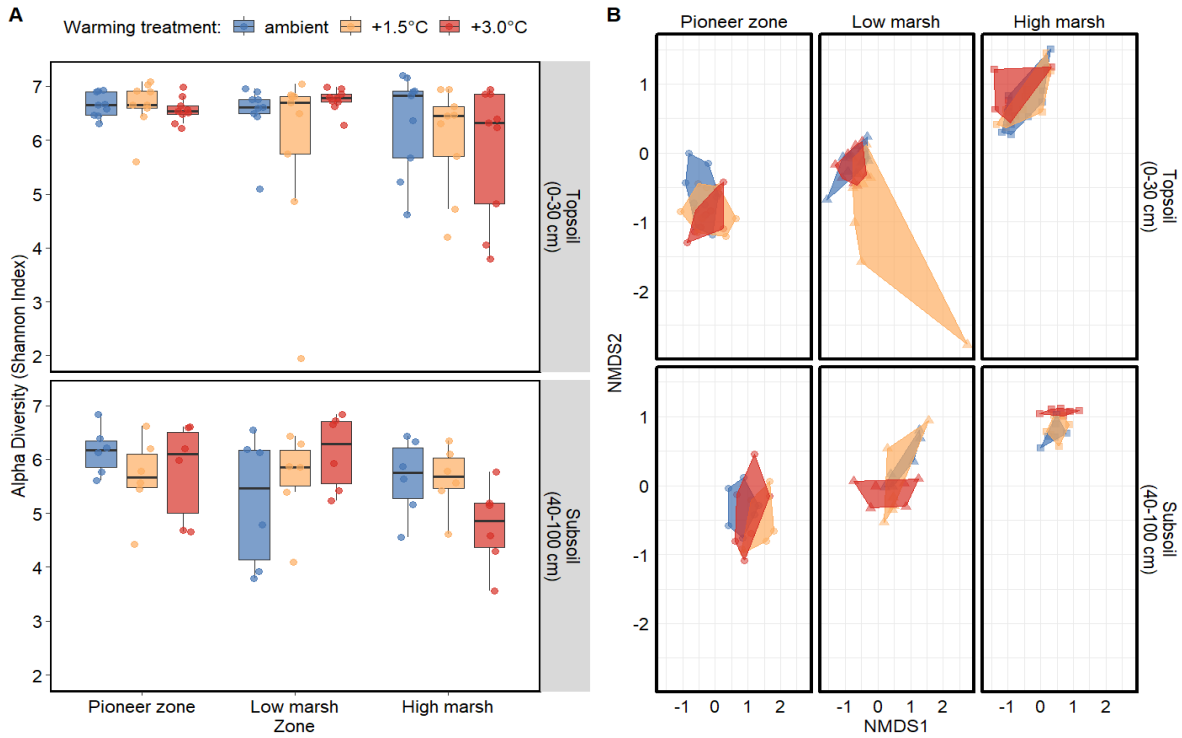 A
Warming treatment: ambient +1.5°C +3.0°C
Alpha Diversity (Shannon Index)
7
6
5
4
3
2
Topsoil
(0-30 cm)
7
6
5
4
3
2
Subsoil
(40-100 cm)
Pioneer zone Low marsh High marsh
Zone
B
Pioneer zone Low marsh High marsh
NMDS2
1
0
-1
-2
Topsoil
(0-30 cm)
1
0
-1
-2
Subsoil
(40-100 cm)
-1 0 1 2 -1 0 1 2 -1 0 1 2
NMDS1